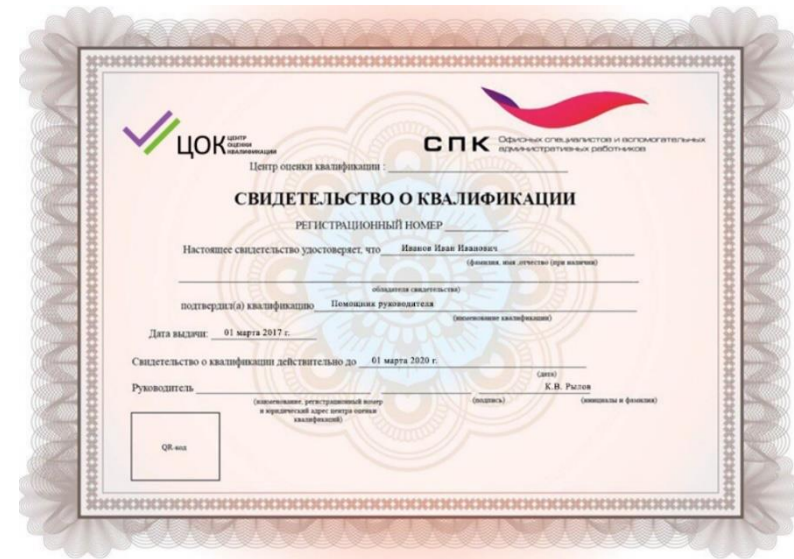 ЦОК ЦЕНТР ОЦЕНКИ КВАЛИФИКАЦИИ
СПК Офисных специалистов и вспомогательных административных работников
Центр оценки квалификации :
СВИДЕТЕЛЬСТВО О КВАЛИФИКАЦИИ
РЕГИСТРАЦИОННЫЙ НОМЕР
Настоящее свидетельство удостоверяет, что Иванов Иван Иванович
(фамилия, имя ,отчество (при наличии)
обладателя свидетельства)
подтвердил(а) квалификацию Помощник руководителя
(наименование квалификации)
Дата выдачи: 01 марта 2017 г.
Свидетельство о квалификации действительно до 01 марта 2020 г.
(дата)
Руководитель К.В. Рылов
(наименование, регистрационный номер (подпись) (инициалы и фамилия)
и юридический адрес центра оценки
квалификаций)
QR-код